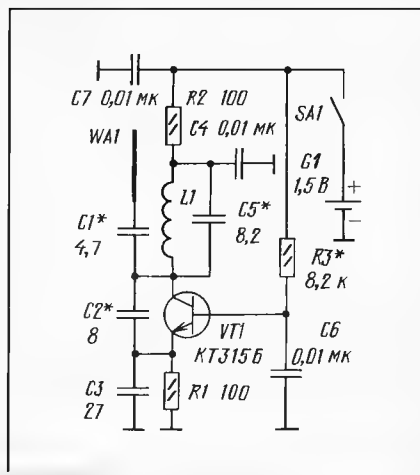 C7 0,01 мк
R2 100
C4 0,01 мк
SA1
WA1
G1
1,5 В
+
−
L1
C5*
8,2
C1*
4,7
R3*
8,2 к
C2*
8
VT1
КТ315Б
C6
0,01 мк
C3
27
R1 100